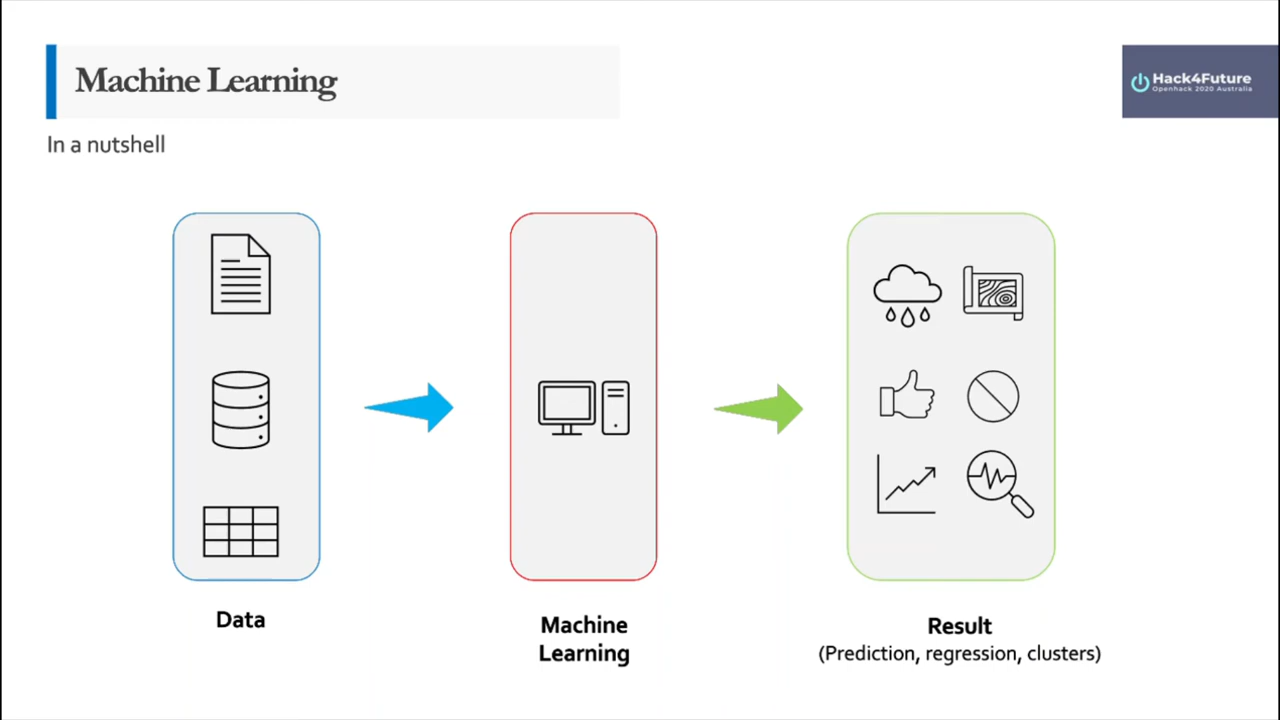 Machine Learning
Hack4Future
Openhack 2020 Australia
In a nutshell
Data
Machine
Learning
Result
(Prediction, regression, clusters)